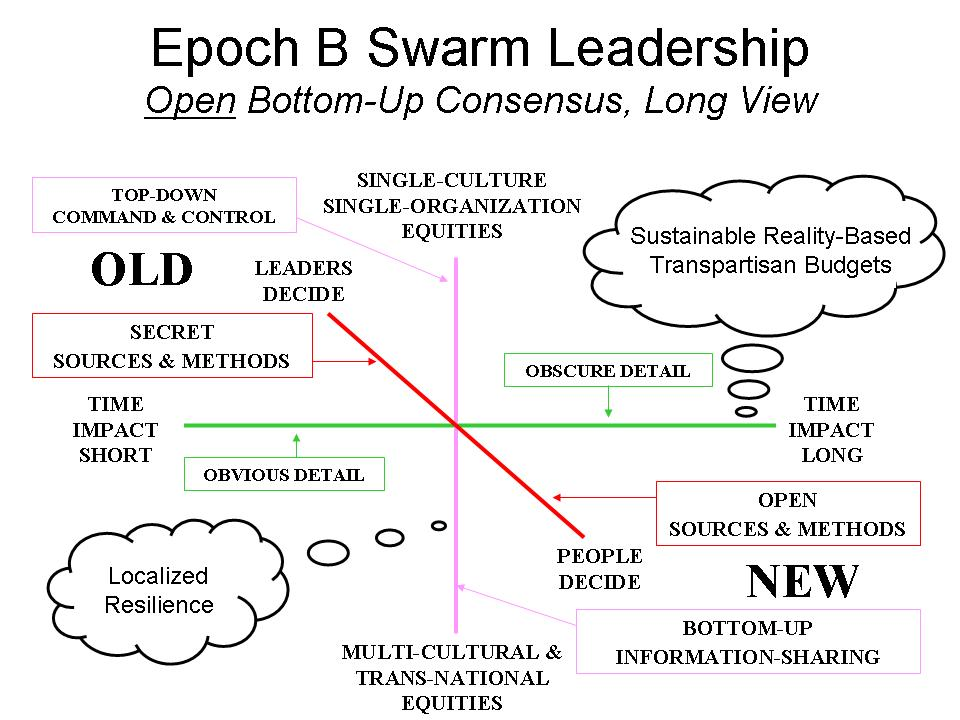 Epoch B Swarm Leadership
Open Bottom-Up Consensus, Long View
TOP-DOWN
COMMAND & CONTROL
SINGLE-CULTURE
SINGLE-ORGANIZATION
EQUITIES
Sustainable Reality-Based
Transpartisan Budgets
OLD
LEADERS
DECIDE
SECRET
SOURCES & METHODS
OBSCURE DETAIL
TIME
IMPACT
SHORT
TIME
IMPACT
LONG
OBVIOUS DETAIL
OPEN
SOURCES & METHODS
Localized
Resilience
PEOPLE
DECIDE
NEW
BOTTOM-UP
INFORMATION-SHARING
MULTI-CULTURAL &
TRANS-NATIONAL
EQUITIES